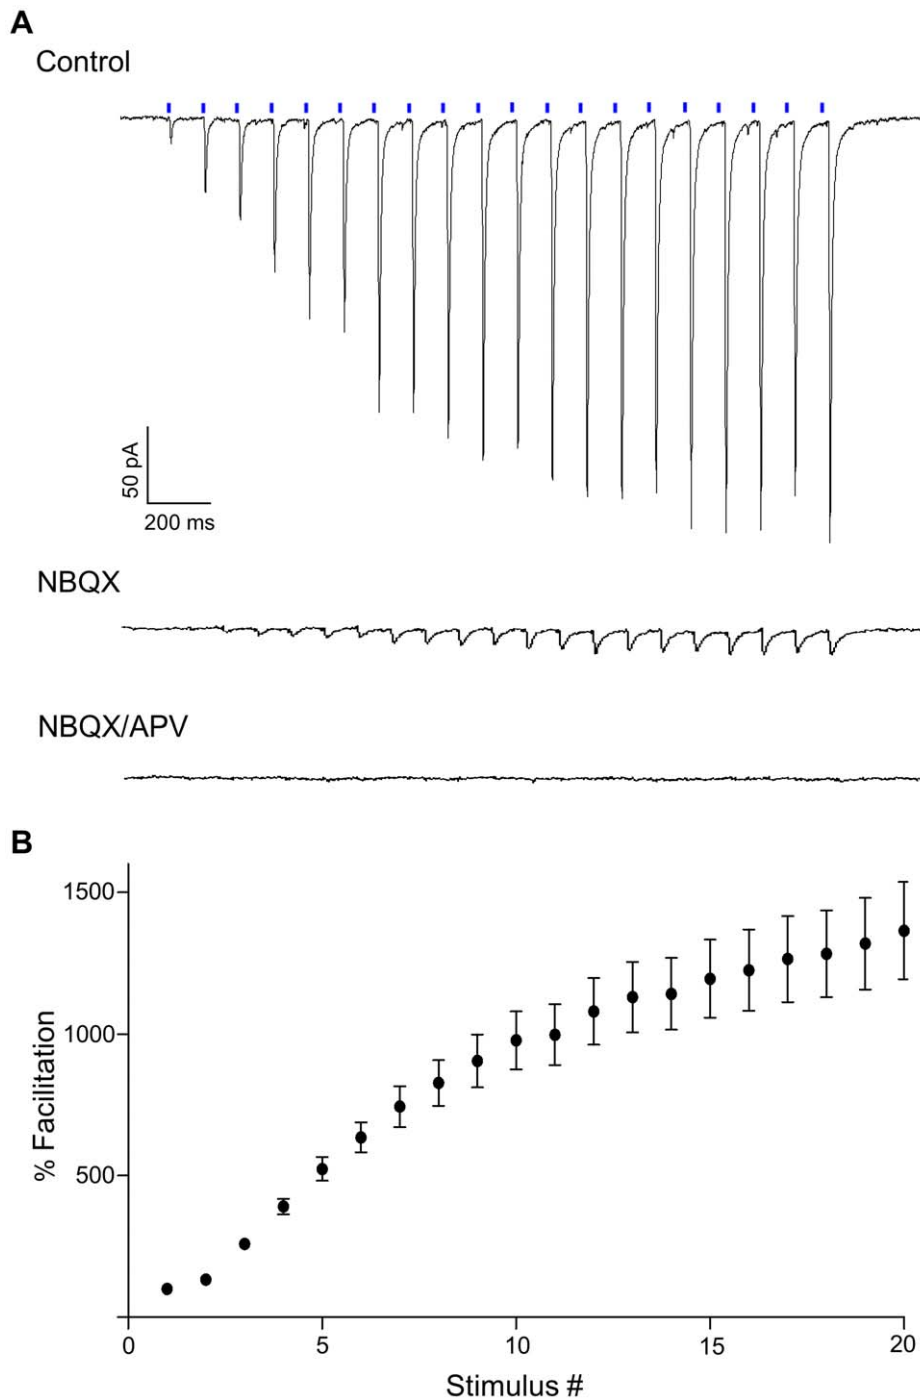 A
Control
50 pA
200 ms
NBQX
NBQX/APV
B
1500
1000
500
% Facilitation
0 5 10 15 20
Stimulus #